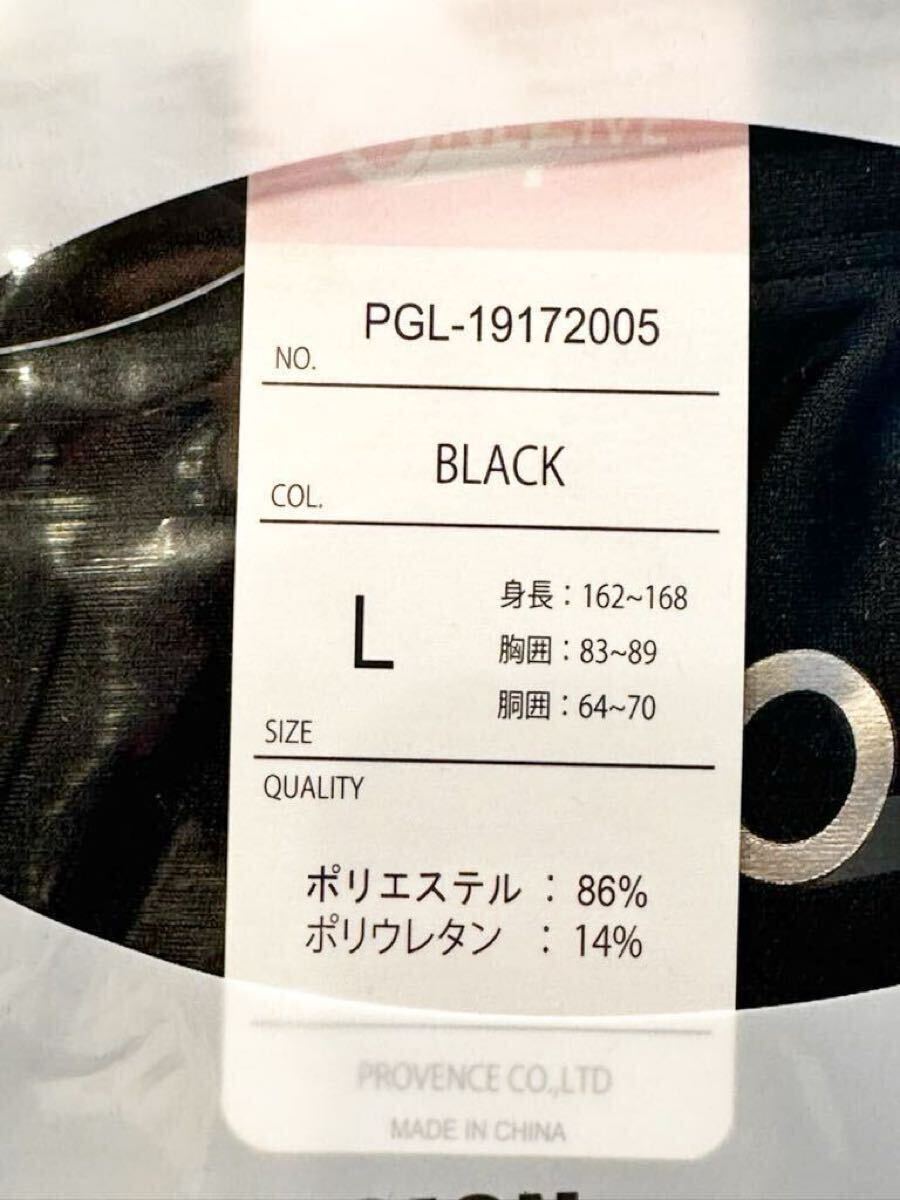 PGL-19172005
NO.
BLACK
COL.
身長：162~168
L
胸囲：83~89
胴囲：64~70
SIZE
QUALITY
ポリエステル ： 86%
ポリウレタン ： 14%
PROVENCE CO.,LTD
MADE IN CHINA